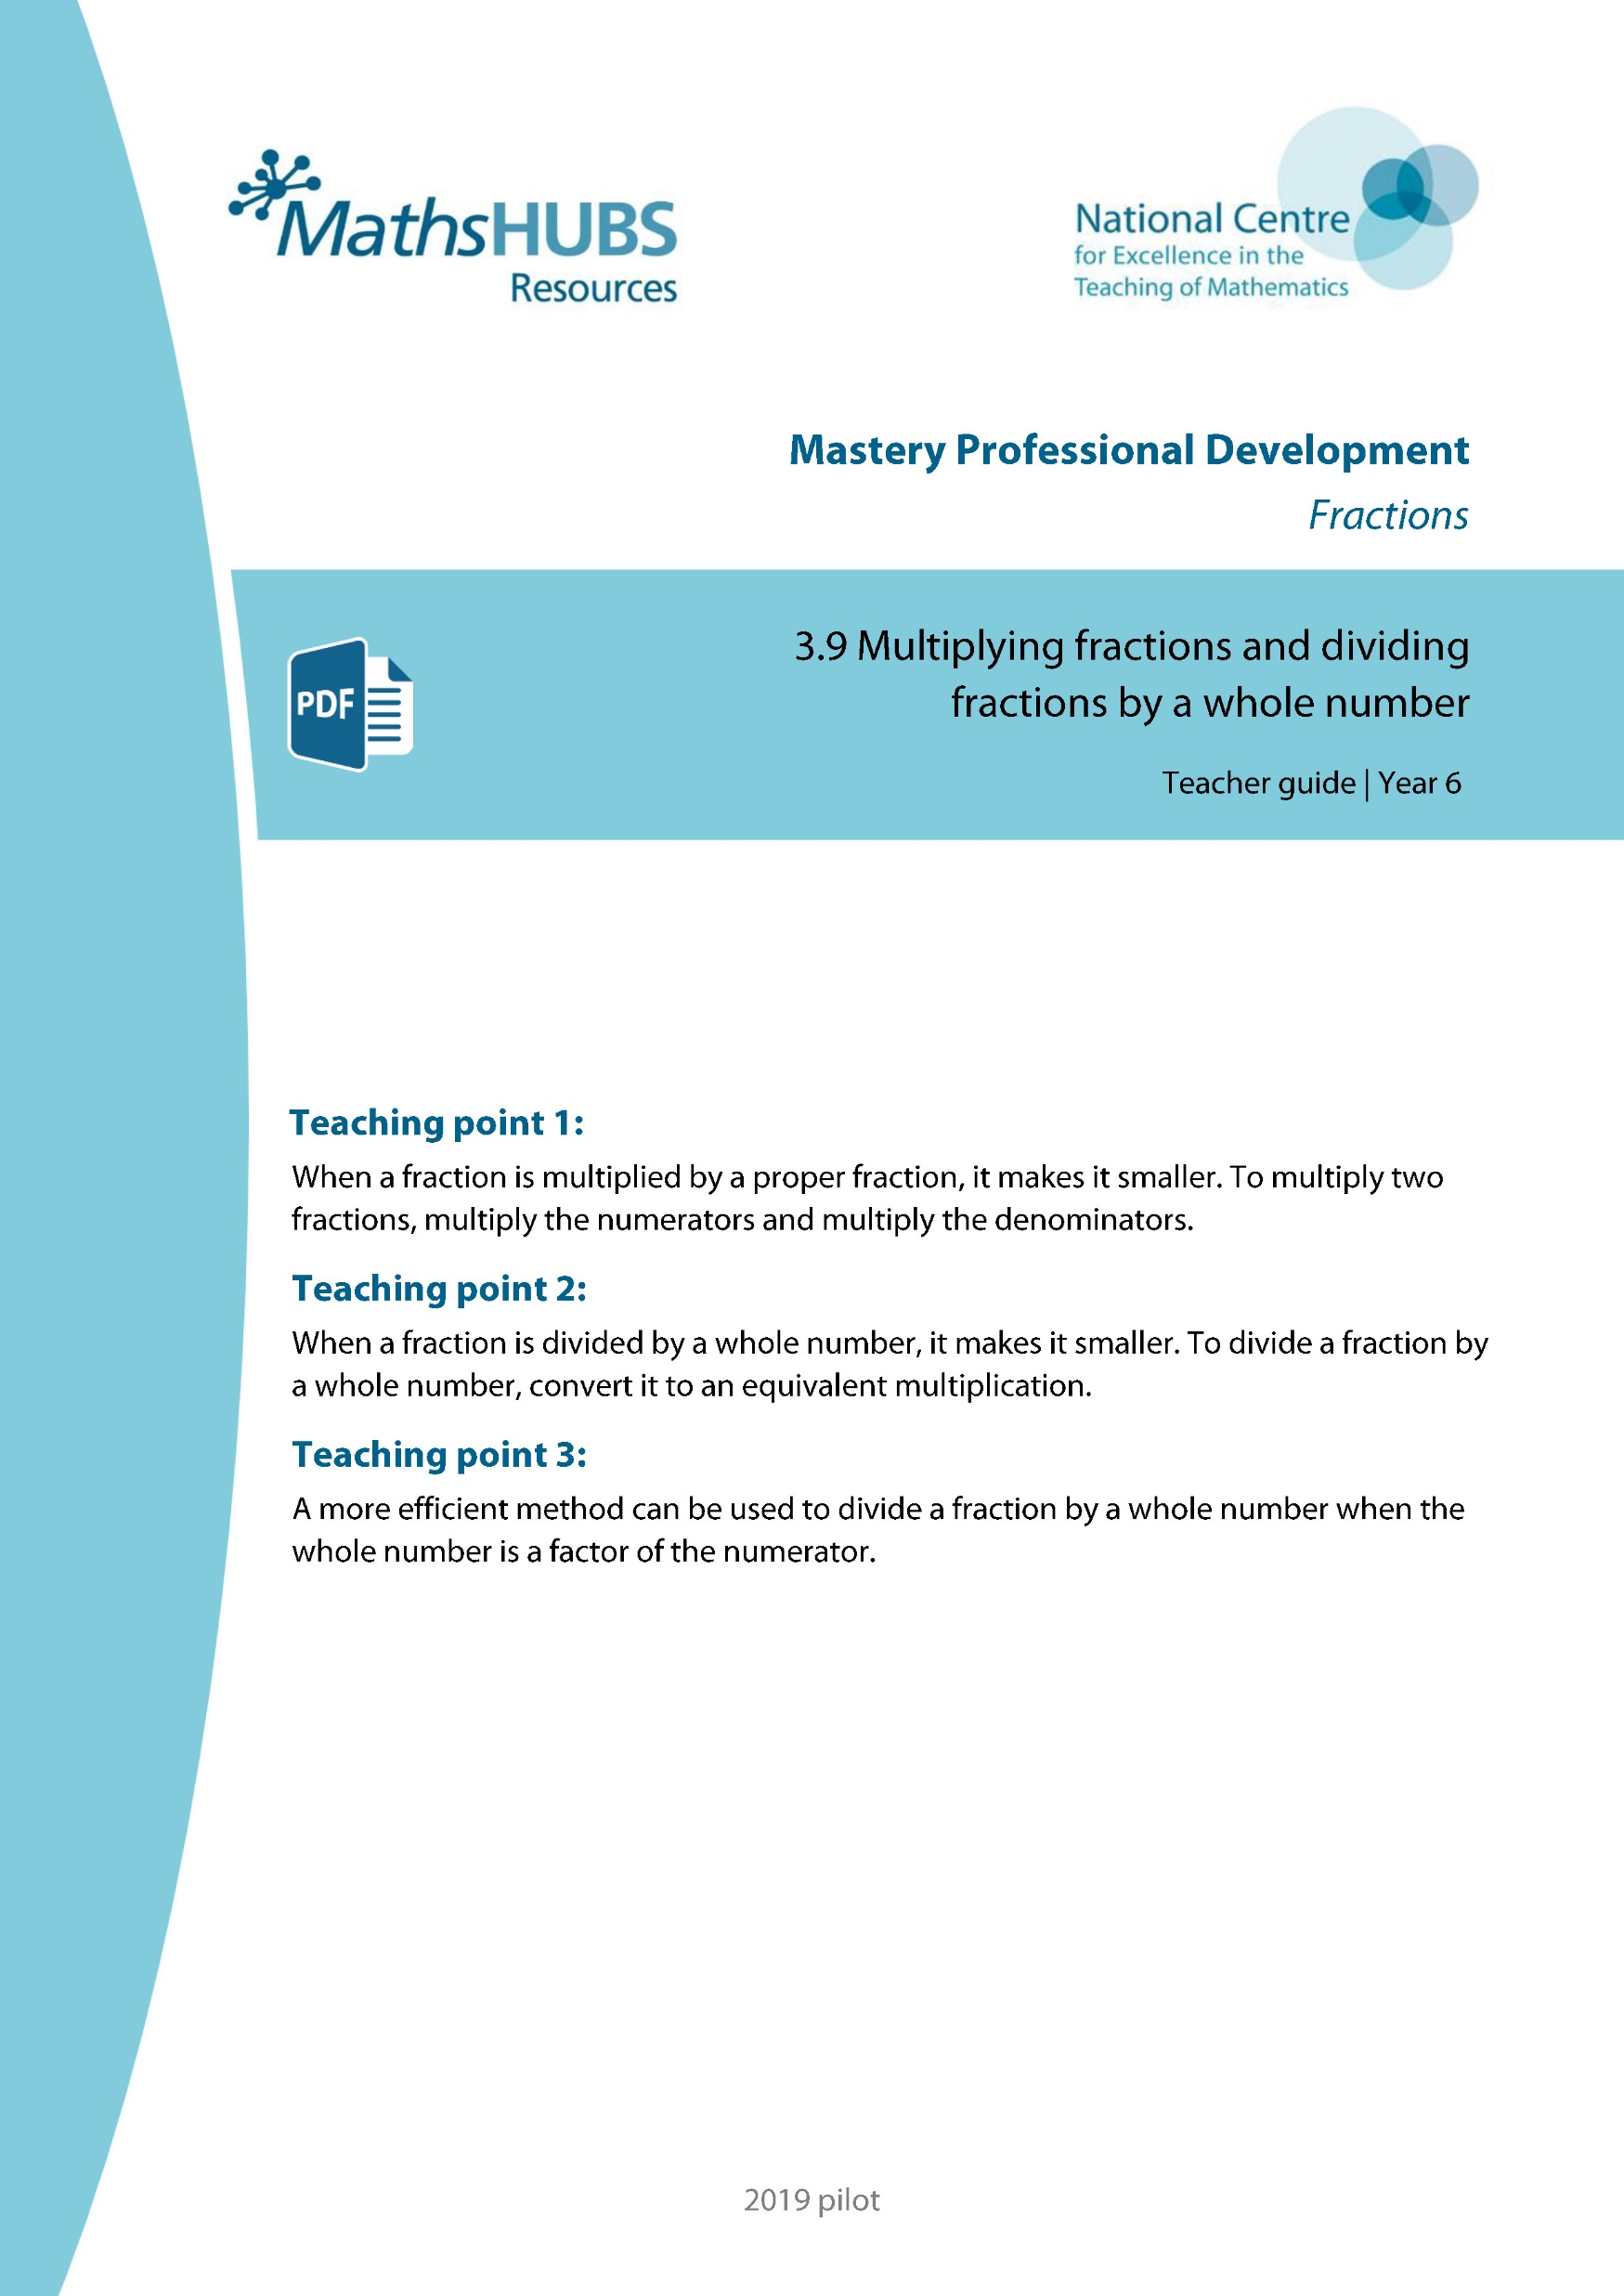 MathsHUBS
Resources
National Centre
for Excellence in the
Teaching of Mathematics
Mastery Professional Development
Fractions
PDF
3.9 Multiplying fractions and dividing
fractions by a whole number
Teacher guide | Year 6
Teaching point 1:
When a fraction is multiplied by a proper fraction, it makes it smaller. To multiply two
fractions, multiply the numerators and multiply the denominators.
Teaching point 2:
When a fraction is divided by a whole number, it makes it smaller. To divide a fraction by
a whole number, convert it to an equivalent multiplication.
Teaching point 3:
A more efficient method can be used to divide a fraction by a whole number when the
whole number is a factor of the numerator.
2019 pilot